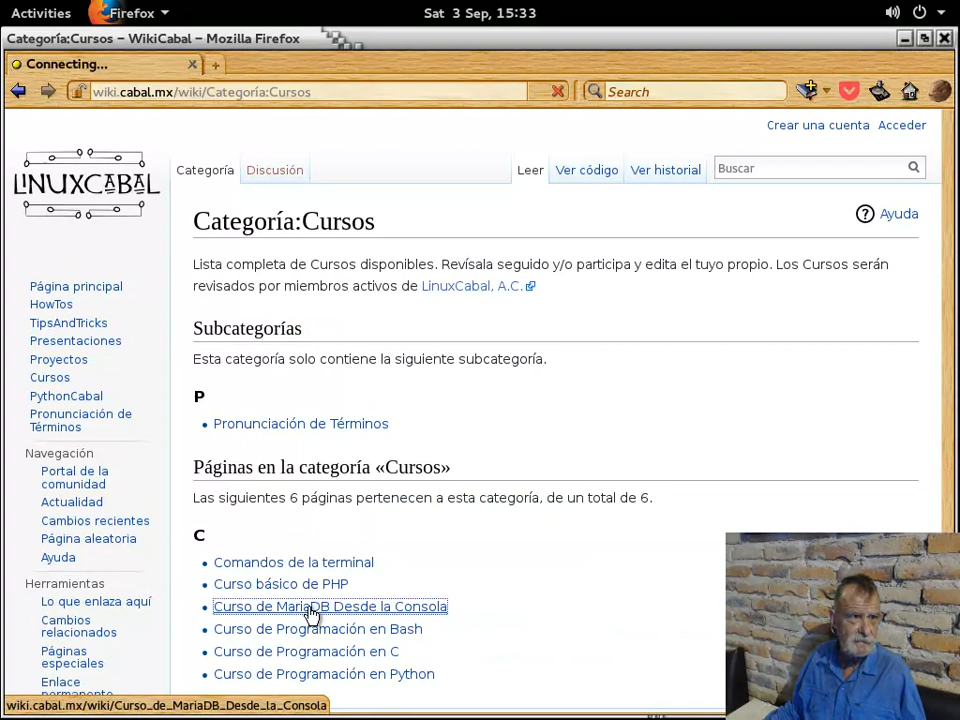 Activities Firefox Sat 3 Sep, 15:33
Categoría:Cursos – WikiCabal – Mozilla Firefox
Connecting...
wiki.cabal.mx/wiki/Categoría:Cursos Search
Crear una cuenta Acceder
LINUXCABAL
Categoría Discusión Leer Ver código Ver historial Buscar
Categoría:Cursos
? Ayuda
Lista completa de Cursos disponibles. Revísala seguido y/o participa y edita el tuyo propio. Los Cursos serán
revisados por miembros activos de LinuxCabal, A.C.
Subcategorías
Esta categoría solo contiene la siguiente subcategoría.
P
Pronunciación de Términos
Páginas en la categoría «Cursos»
Las siguientes 6 páginas pertenecen a esta categoría, de un total de 6.
C
Comandos de la terminal
Curso básico de PHP
Curso de MariaDB Desde la Consola
Curso de Programación en Bash
Curso de Programación en C
Curso de Programación en Python
Página principal
HowTos
TipsAndTricks
Presentaciones
Proyectos
Cursos
PythonCabal
Pronunciación de
Términos
Navegación
Portal de la
comunidad
Actualidad
Cambios recientes
Página aleatoria
Ayuda
Herramientas
Lo que enlaza aquí
Cambios
relacionados
Páginas
especiales
Enlace
permanente
wiki.cabal.mx/wiki/Curso_de_MariaDB_Desde_la_Consola